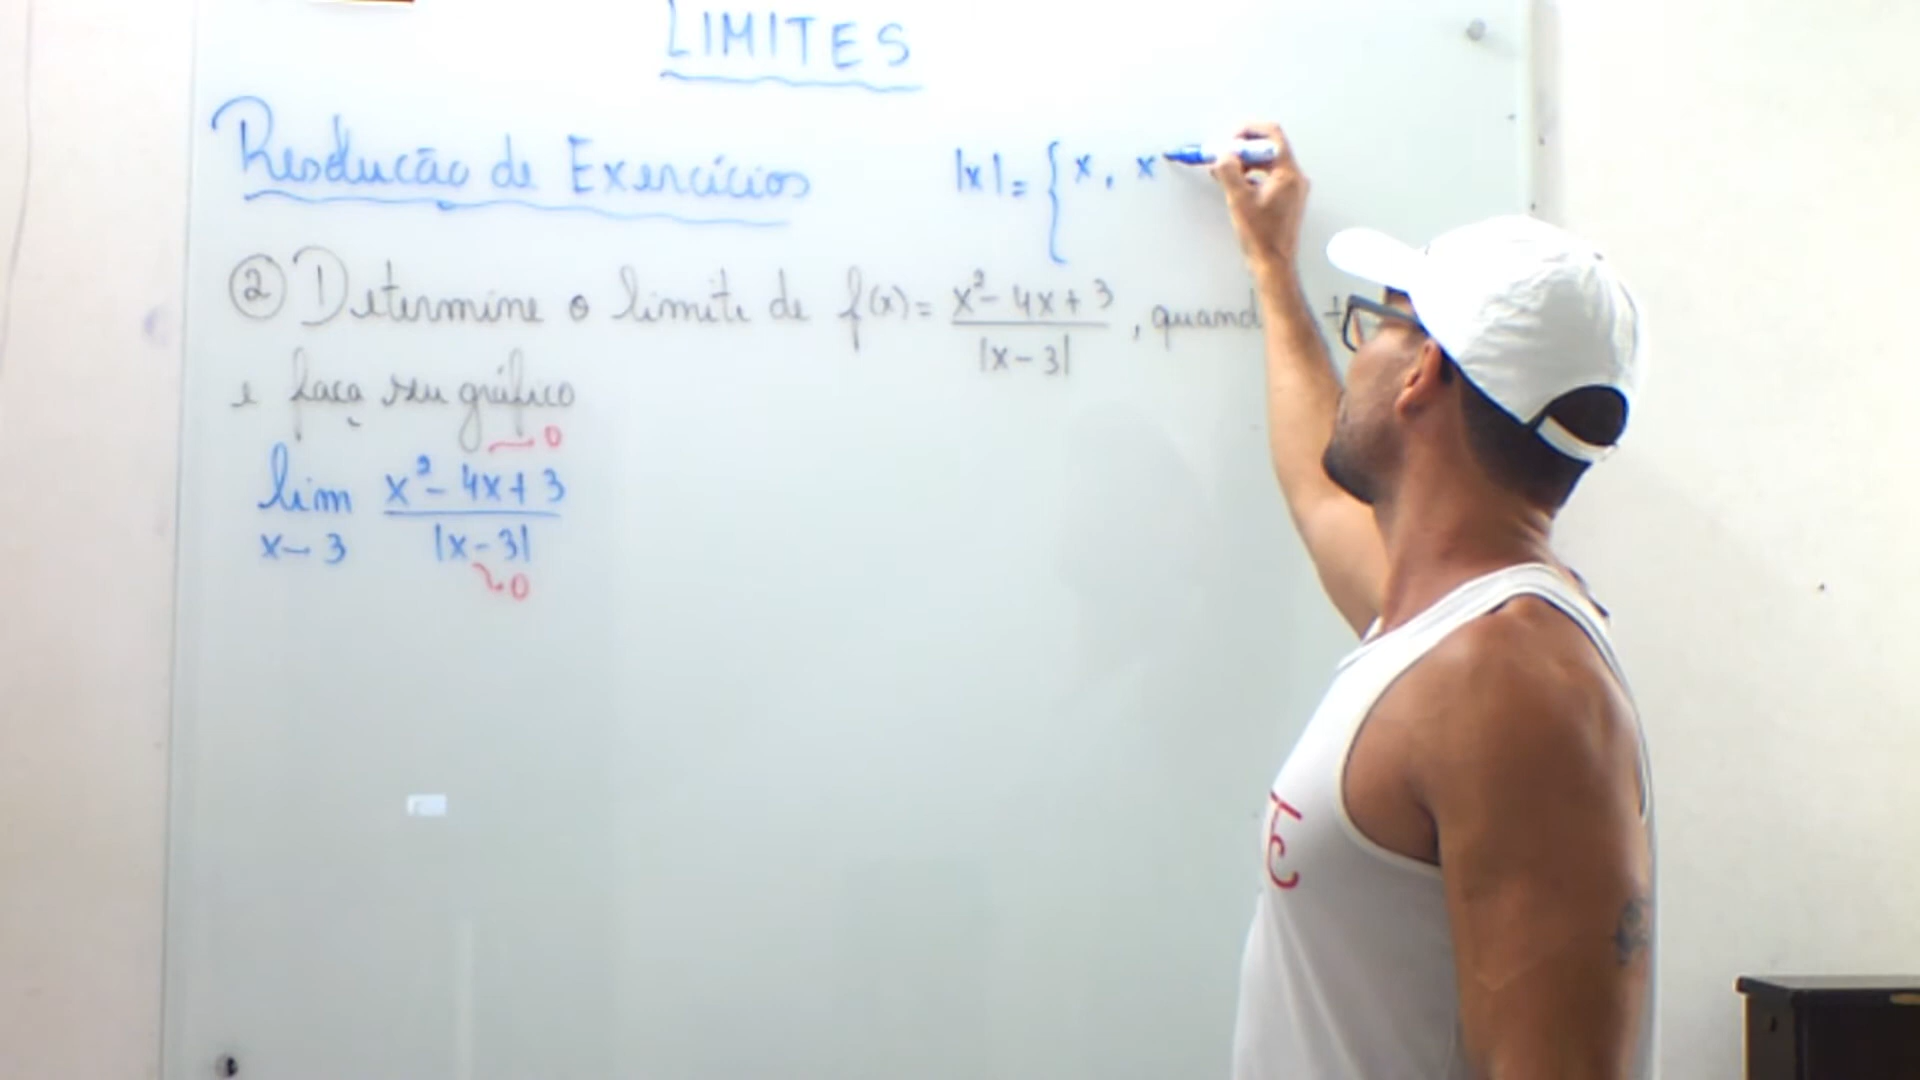 LIMITES
Resolução de Exercícios
|x| = { x, x
② Determine o limite de f(x) = x² - 4x + 3 / |x - 3| , quand
e faça seu gráfico
→ 0
lim x→3 x² - 4x + 3 / |x - 3|
→ 0